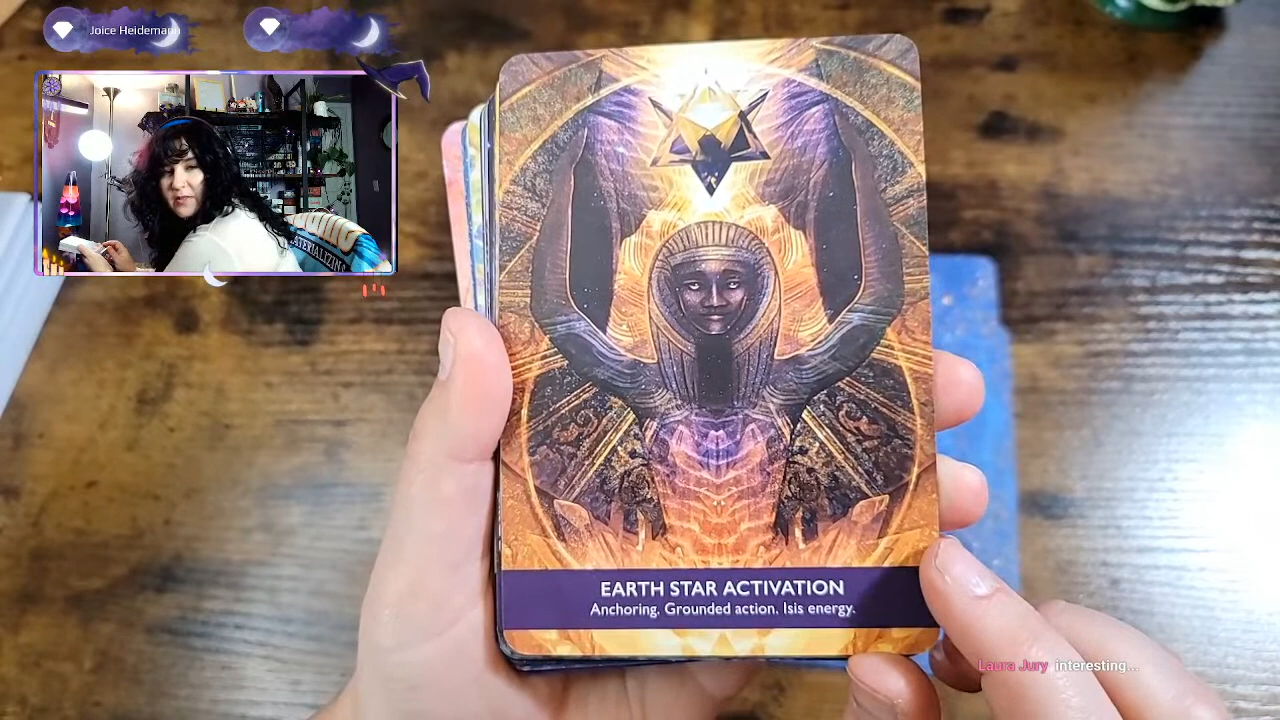 Joice Heidemann
EARTH STAR ACTIVATION
Anchoring. Grounded action. Isis energy.
Laura Jury interesting...